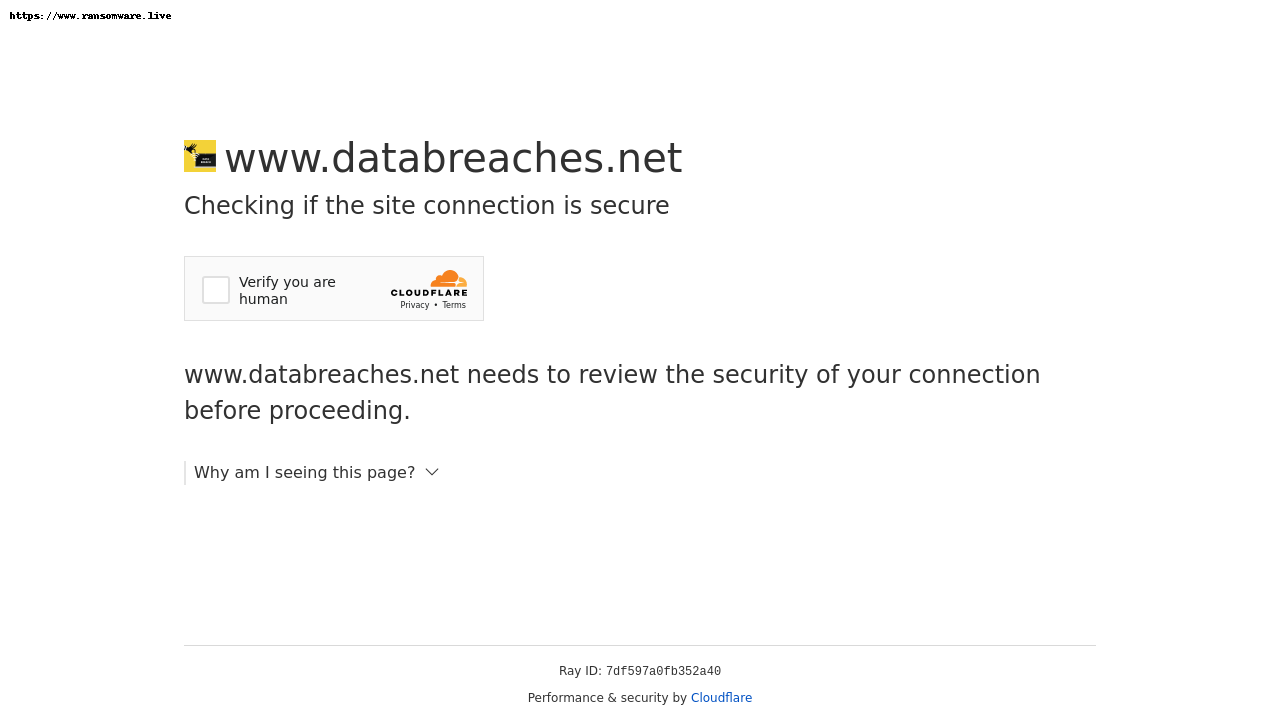 https://www.ransomware.live
www.databreaches.net
Checking if the site connection is secure
Verify you are
human
CLOUDFLARE
Privacy • Terms
www.databreaches.net needs to review the security of your connection
before proceeding.
Why am I seeing this page?
Ray ID: 7df597a0fb352a40
Performance & security by Cloudflare